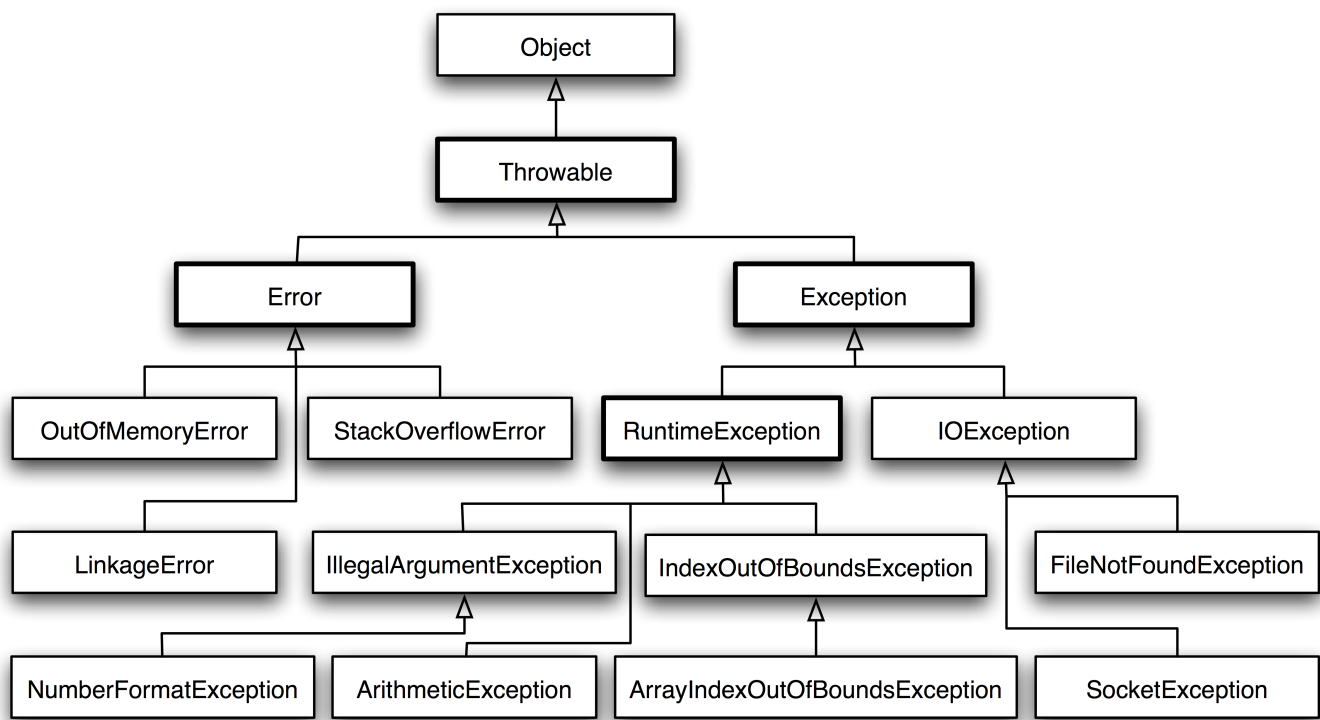 Object
Throwable
Error
Exception
OutOfMemoryError
StackOverflowError
RuntimeException
IOException
LinkageError
IllegalArgumentException
IndexOutOfBoundsException
FileNotFoundException
NumberFormatException
ArithmeticException
ArrayIndexOutOfBoundsException
SocketException